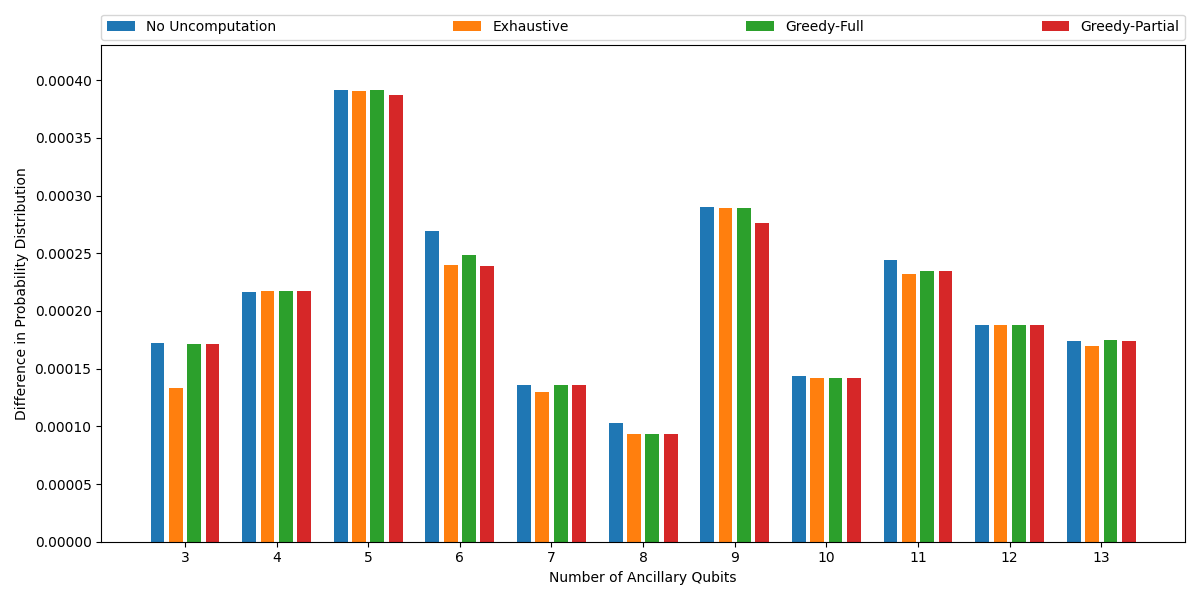 No Uncomputation Exhaustive Greedy-Full Greedy-Partial
0.00040
0.00035
0.00030
0.00025
0.00020
0.00015
0.00010
0.00005
0.00000
Difference in Probability Distribution
3 4 5 6 7 8 9 10 11 12 13
Number of Ancillary Qubits